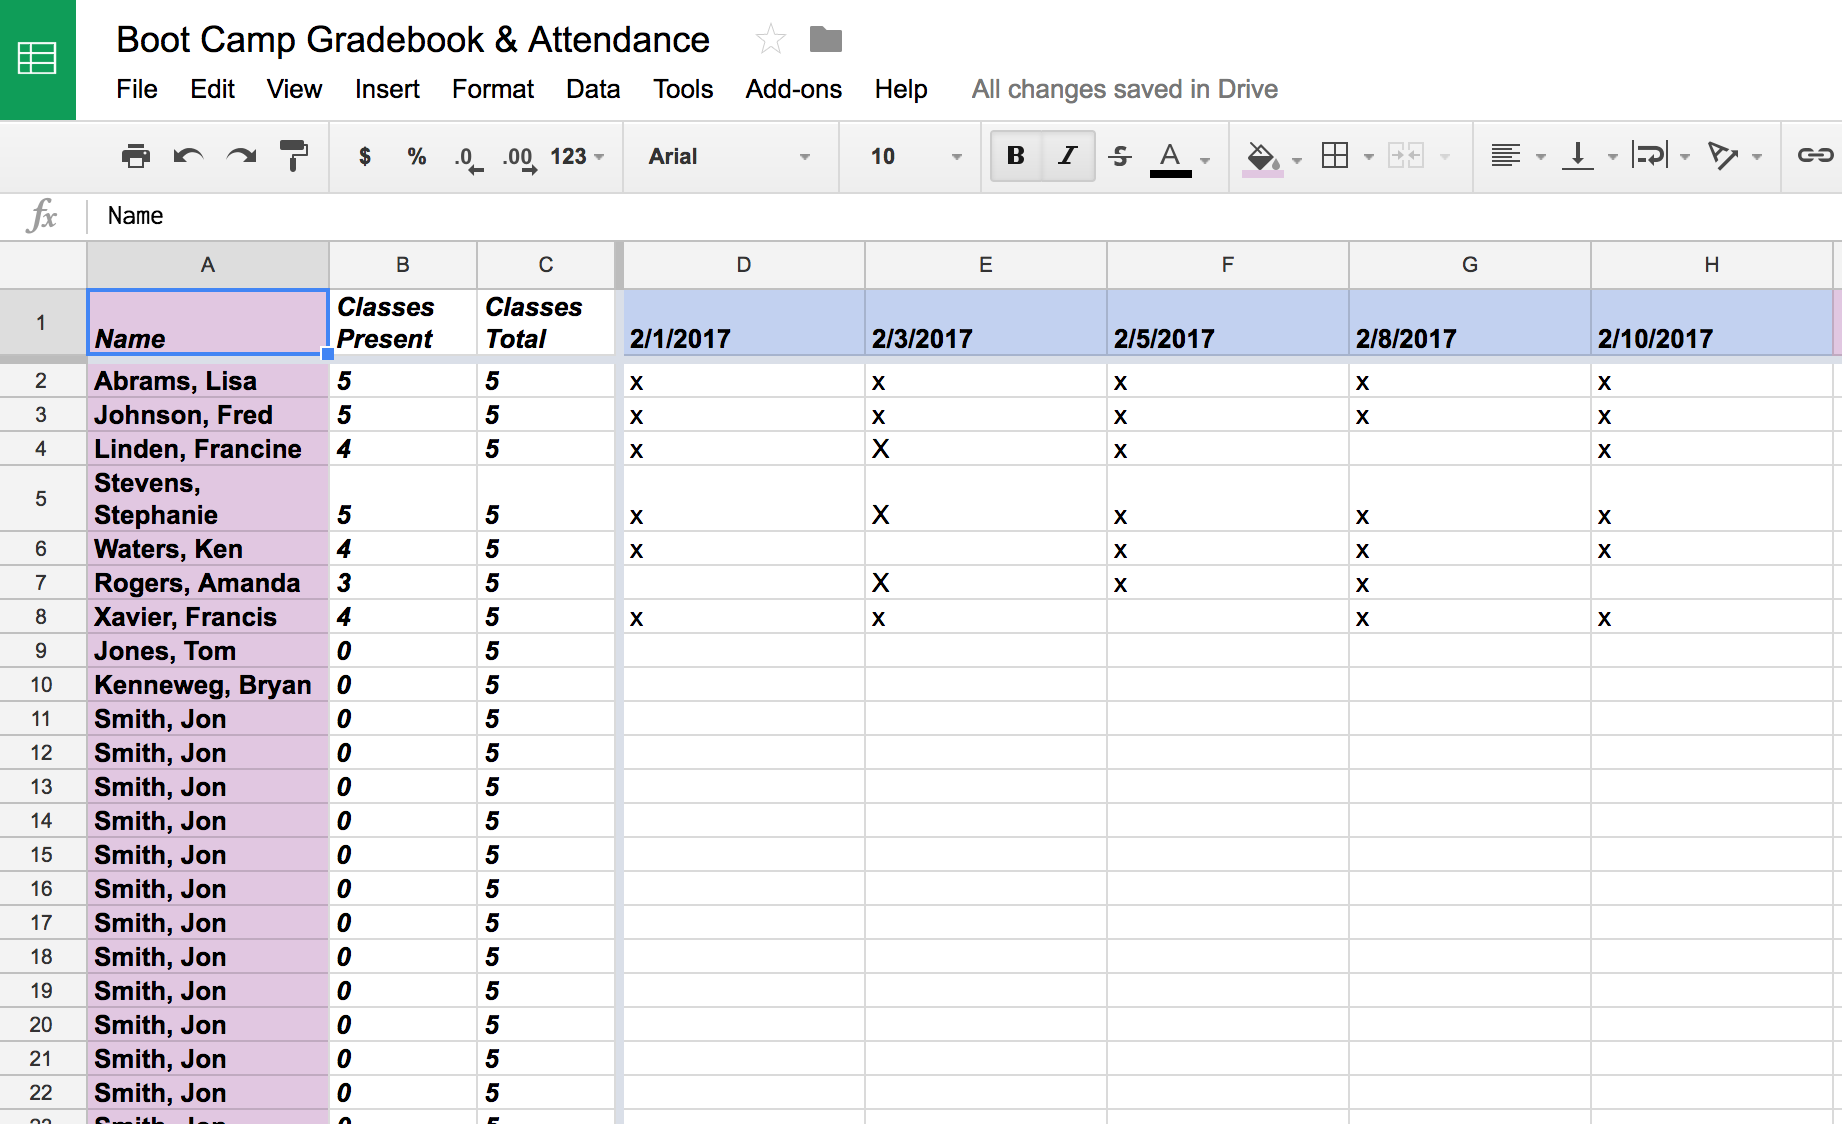 Boot Camp Gradebook & Attendance
File Edit View Insert Format Data Tools Add-ons Help All changes saved in Drive
$ % .0 .00 123 Arial 10 B I S A
fx Name
A B C D E F G H
1 Name Classes Present Classes Total 2/1/2017 2/3/2017 2/5/2017 2/8/2017 2/10/2017
2 Abrams, Lisa 5 5 x x x x x
3 Johnson, Fred 5 5 x x x x x
4 Linden, Francine 4 5 x X x x
5 Stevens, Stephanie 5 5 x X x x x
6 Waters, Ken 4 5 x x x x
7 Rogers, Amanda 3 5 X x x
8 Xavier, Francis 4 5 x x x x
9 Jones, Tom 0 5
10 Kenneweg, Bryan 0 5
11 Smith, Jon 0 5
12 Smith, Jon 0 5
13 Smith, Jon 0 5
14 Smith, Jon 0 5
15 Smith, Jon 0 5
16 Smith, Jon 0 5
17 Smith, Jon 0 5
18 Smith, Jon 0 5
19 Smith, Jon 0 5
20 Smith, Jon 0 5
21 Smith, Jon 0 5
22 Smith, Jon 0 5